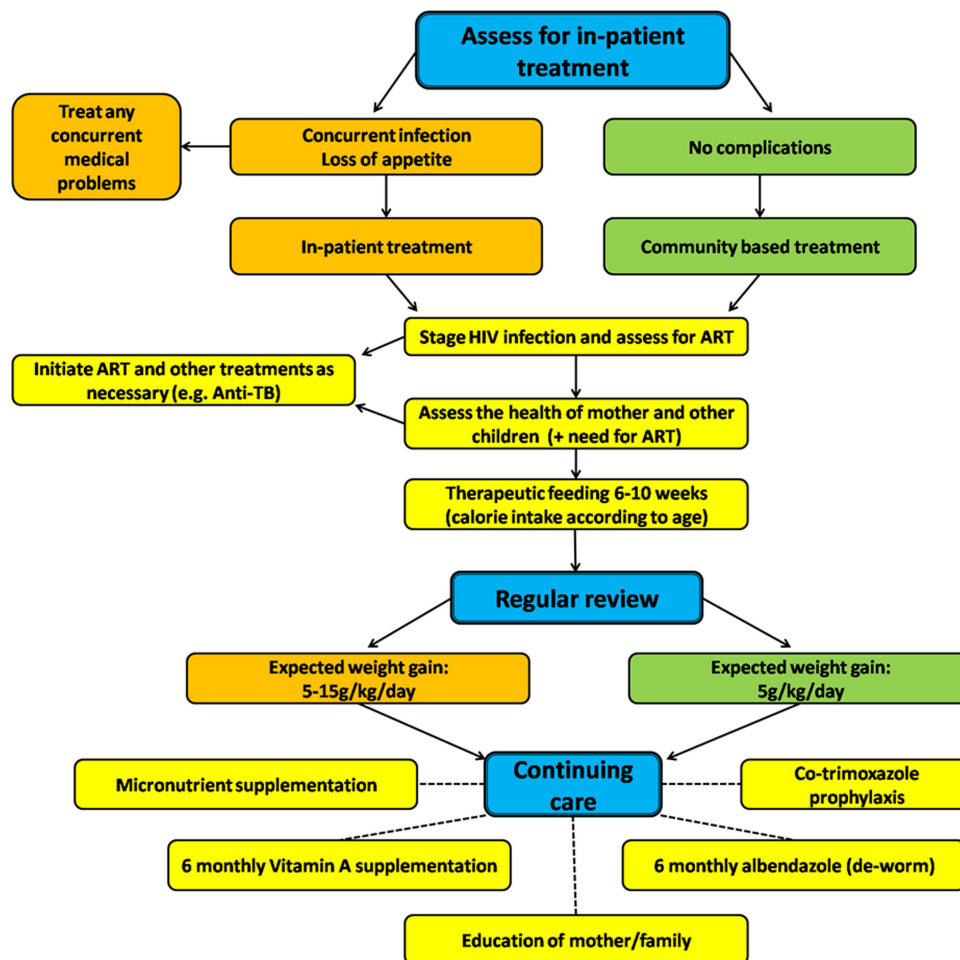 Assess for in-patient
treatment
Treat any
concurrent
medical
problems
Concurrent infection
Loss of appetite
No complications
In-patient treatment
Community based treatment
Stage HIV infection and assess for ART
Initiate ART and other treatments as
necessary (e.g. Anti-TB)
Assess the health of mother and other
children (+ need for ART)
Therapeutic feeding 6-10 weeks
(calorie intake according to age)
Regular review
Expected weight gain:
5-15g/kg/day
Expected weight gain:
5g/kg/day
Continuing
care
Micronutrient supplementation
Co-trimoxazole
prophylaxis
6 monthly Vitamin A supplementation
6 monthly albendazole (de-worm)
Education of mother/family